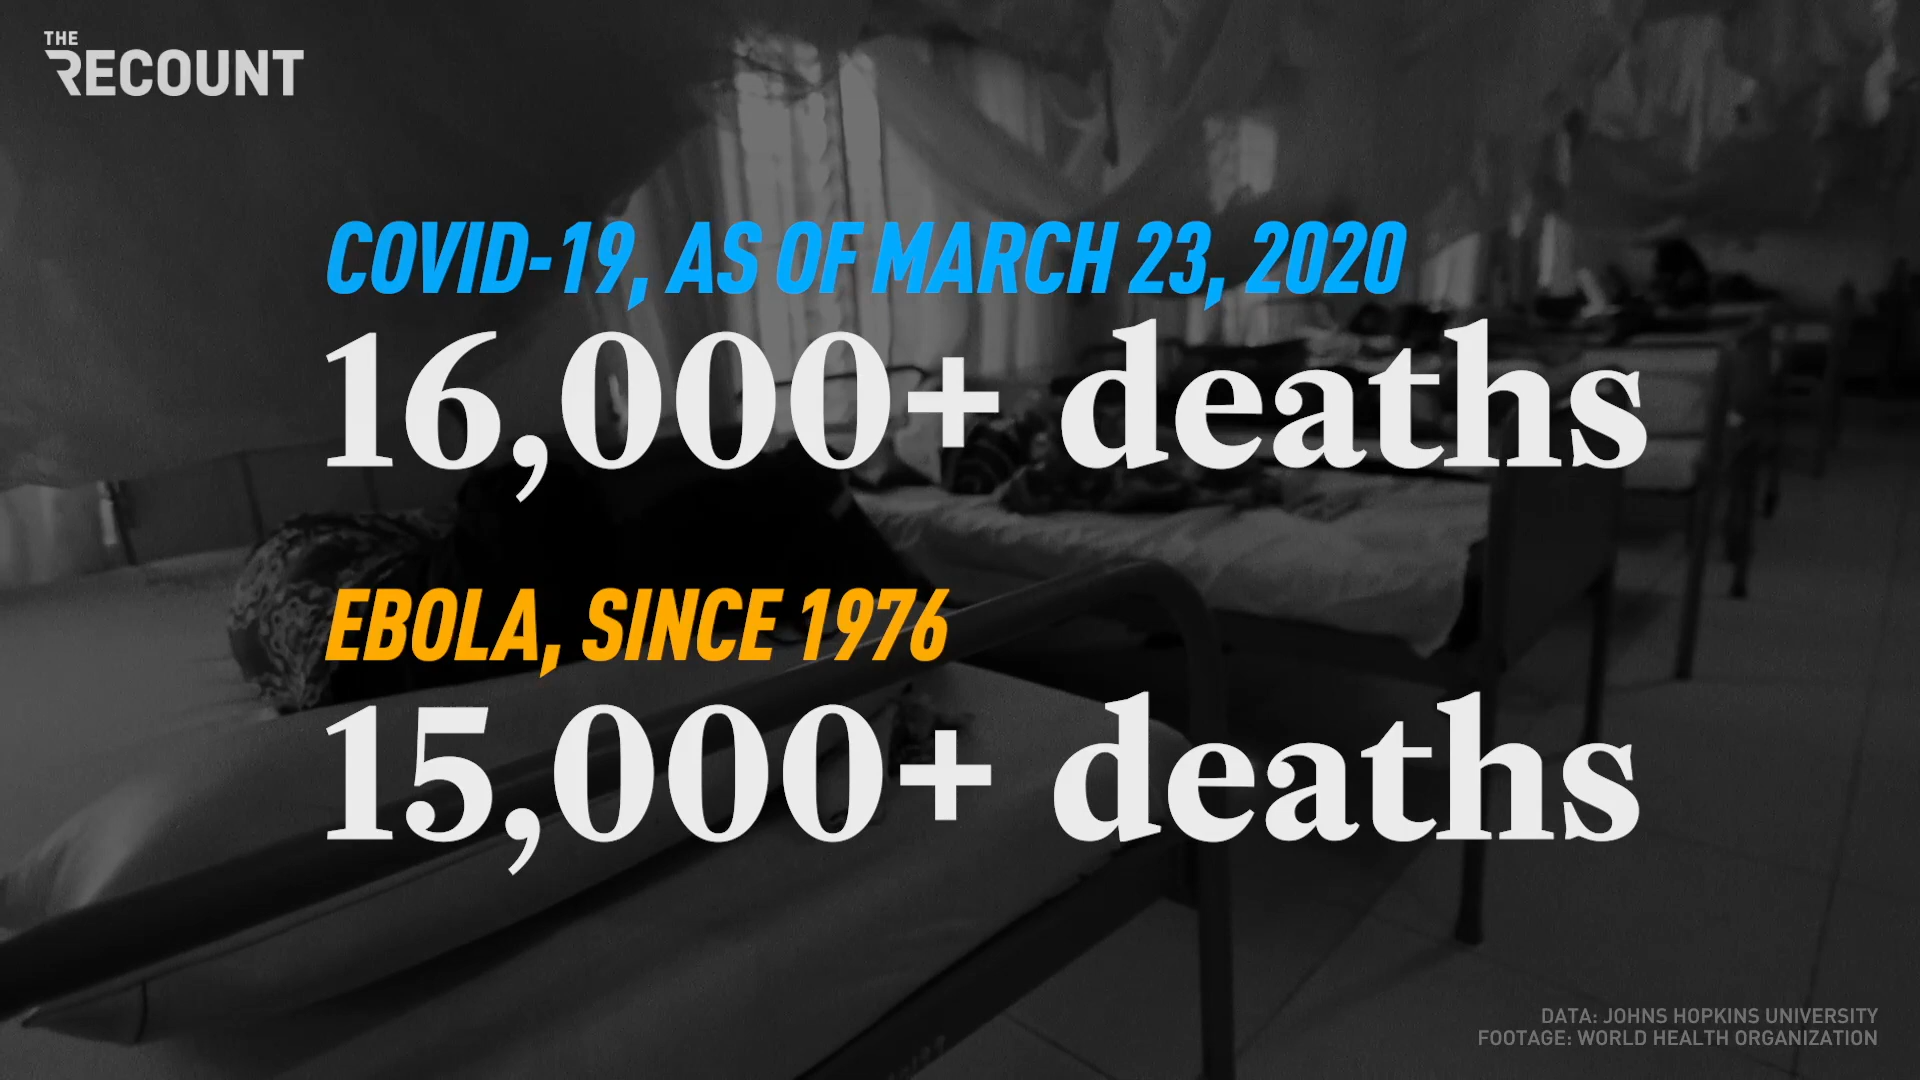 THE
RECOUNT
COVID-19, AS OF MARCH 23, 2020
16,000+ deaths
EBOLA, SINCE 1976
15,000+ deaths
DATA: JOHNS HOPKINS UNIVERSITY
FOOTAGE: WORLD HEALTH ORGANIZATION